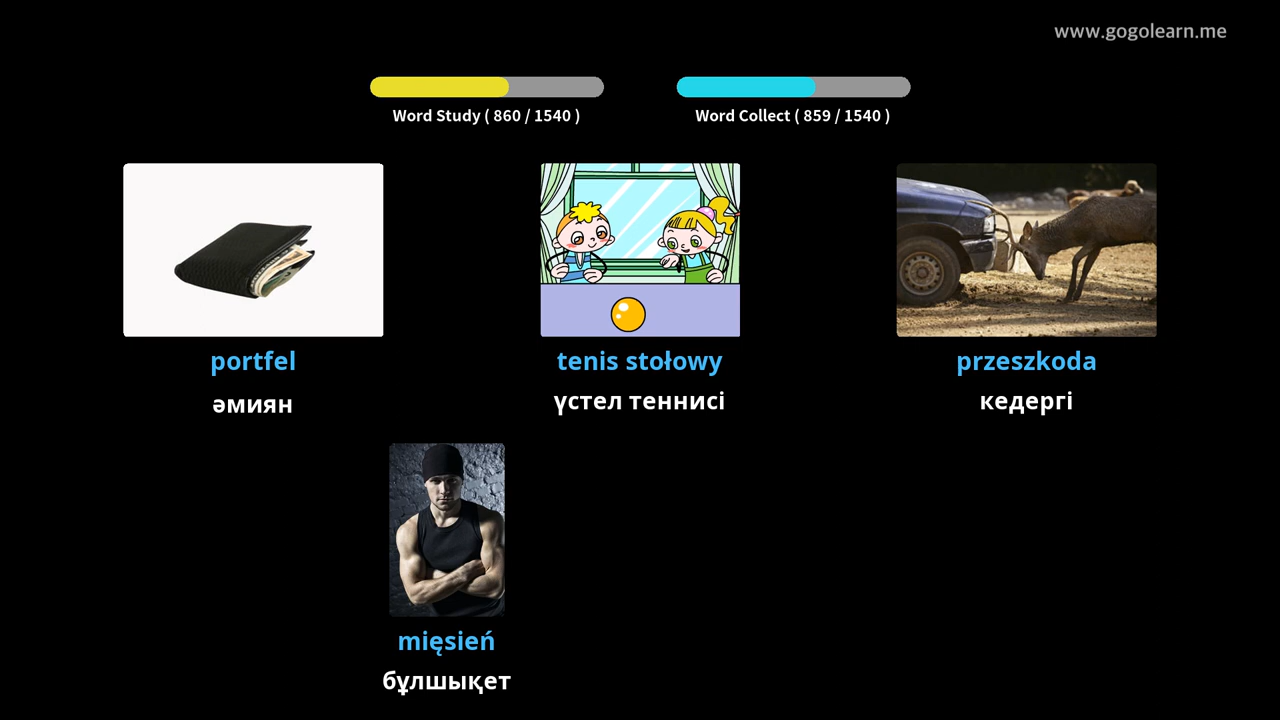 www.gogolearn.me
Word Study ( 860 / 1540 )
Word Collect ( 859 / 1540 )
portfel
әмиян
tenis stołowy
үстел теннисі
przeszkoda
кедергі
mięsień
бұлшықет